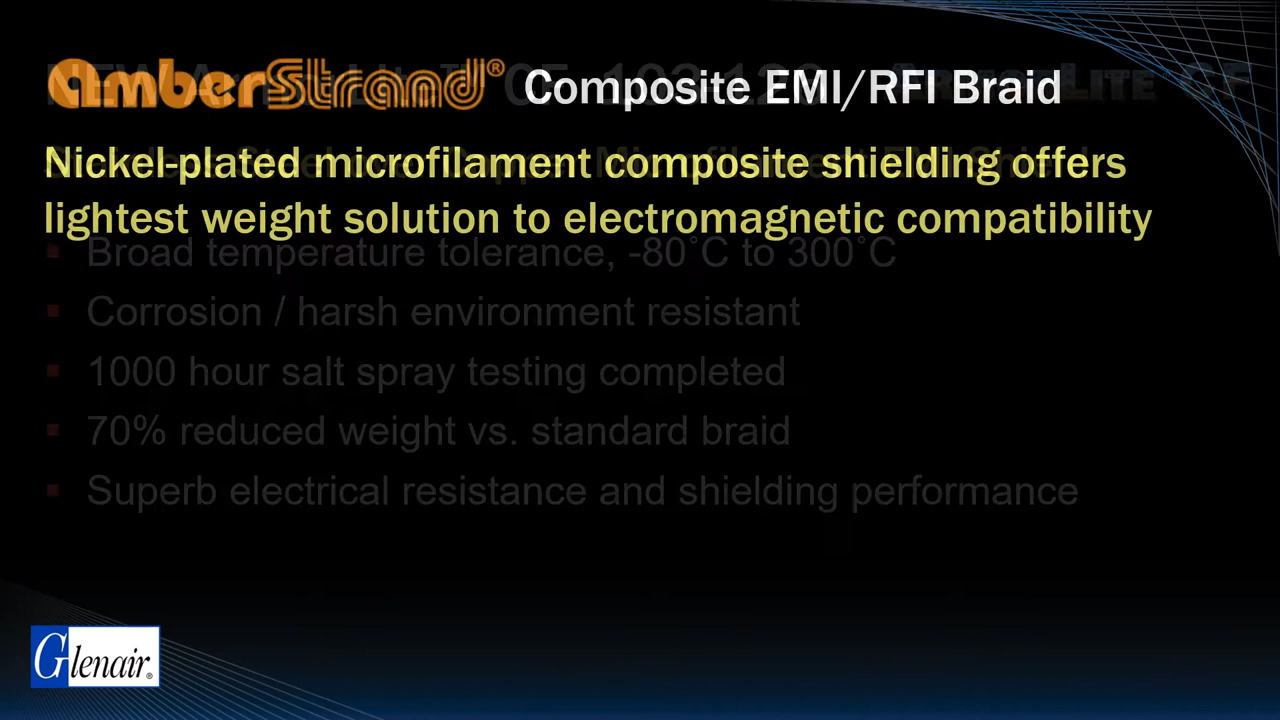 AmberStrand® Composite EMI/RFI Braid
Nickel-plated microfilament composite shielding offers
lightest weight solution to electromagnetic compatibility
Broad temperature tolerance, -80°C to 300°C
Corrosion / harsh environment resistant
1000 hour salt spray testing completed
70% reduced weight vs. standard braid
Superb electrical resistance and shielding performance
Glenair®